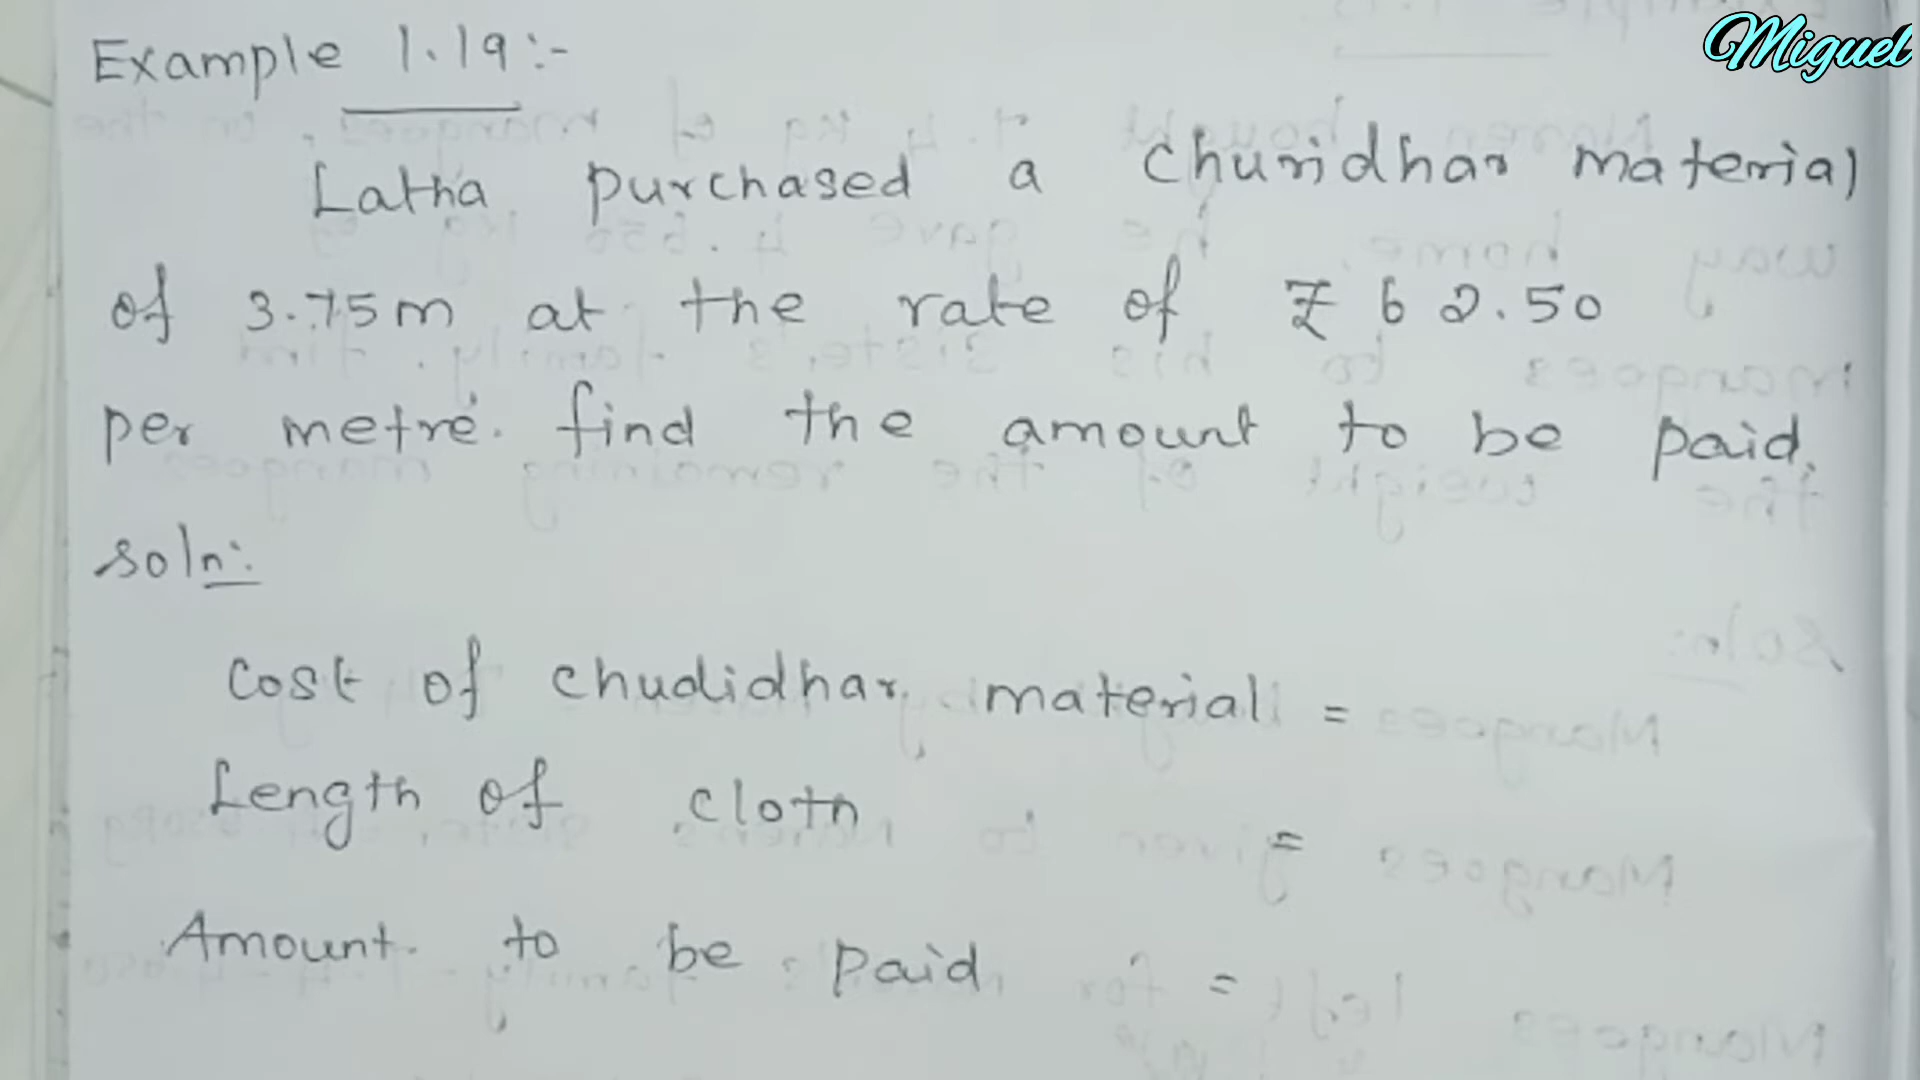 Miguel
Example 1.19:-
Latha purchased a churidhar material
of 3.75m at the rate of ₹ 62.50
per metre. find the amount to be paid.
soln:
cost of chudidhar material =
Length of cloth =
Amount to be paid =